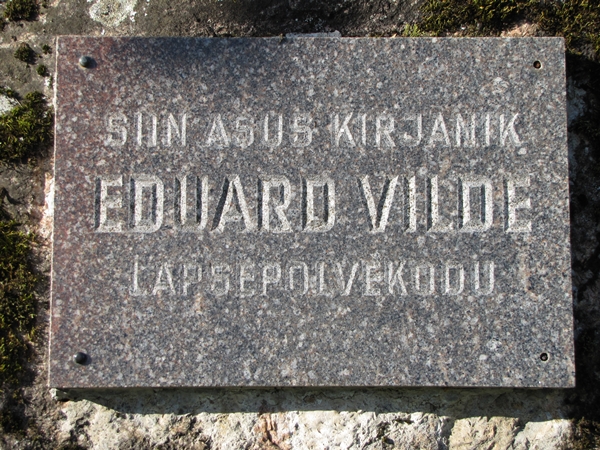 SIIN ASUS KIRJANIK
EDUARD VILDE
LAPSEPÕLVEKODU